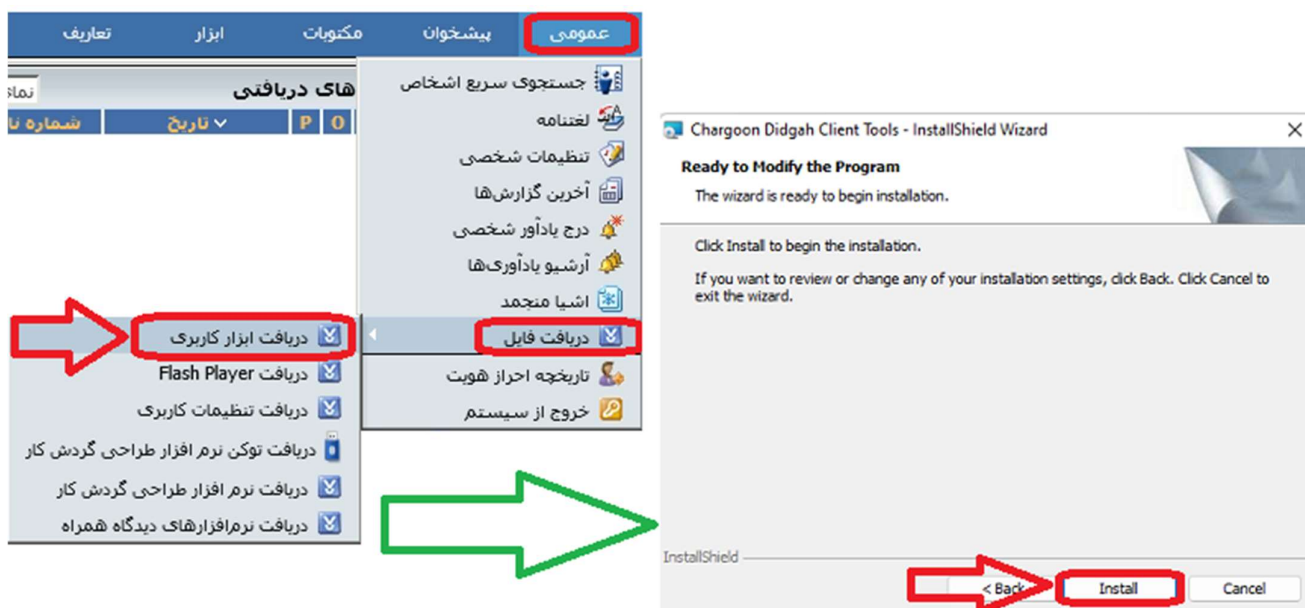 عمومی پیشخوان مکتوبات ابزار تعاریف
های دریافتی
O P تاریخ شماره
جستجوی سریع اشخاص
لغتنامه
تنظیمات شخصی
آخرین گزارش‌ها
درج یادآور شخصی
آرشیو یادآوری‌ها
اشیا منجمد
دریافت فایل
تاریخچه احراز هویت
خروج از سیستم
دریافت ابزار کاربری
دریافت Flash Player
دریافت تنظیمات کاربری
دریافت توکن نرم افزار طراحی گردش کار
دریافت نرم افزار طراحی گردش کار
دریافت نرم‌افزارهای دیدگاه همراه
Chargoon Didgah Client Tools - InstallShield Wizard
Ready to Modify the Program
The wizard is ready to begin installation.
Click Install to begin the installation.
If you want to review or change any of your installation settings, click Back. Click Cancel to
exit the wizard.
InstallShield
< Back Install Cancel